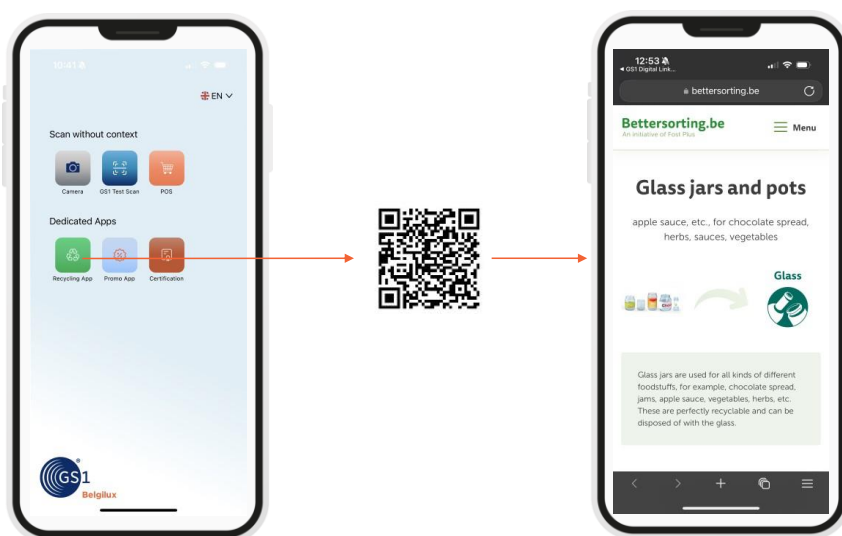 10:41
EN
Scan without context
Camera
GS1 Test Scan
POS
Dedicated Apps
Recycling App
Promo App
Certification
GS1
Belgilux
12:53
GS1 Digital Link...
bettersorting.be
Bettersorting.be
An initiative of Fost Plus
Menu
Glass jars and pots
apple sauce, etc., for chocolate spread,
herbs, sauces, vegetables
Glass
Glass jars are used for all kinds of different
foodstuffs, for example, chocolate spread,
jams, apple sauce, vegetables, herbs, etc.
These are perfectly recyclable and can be
disposed of with the glass.